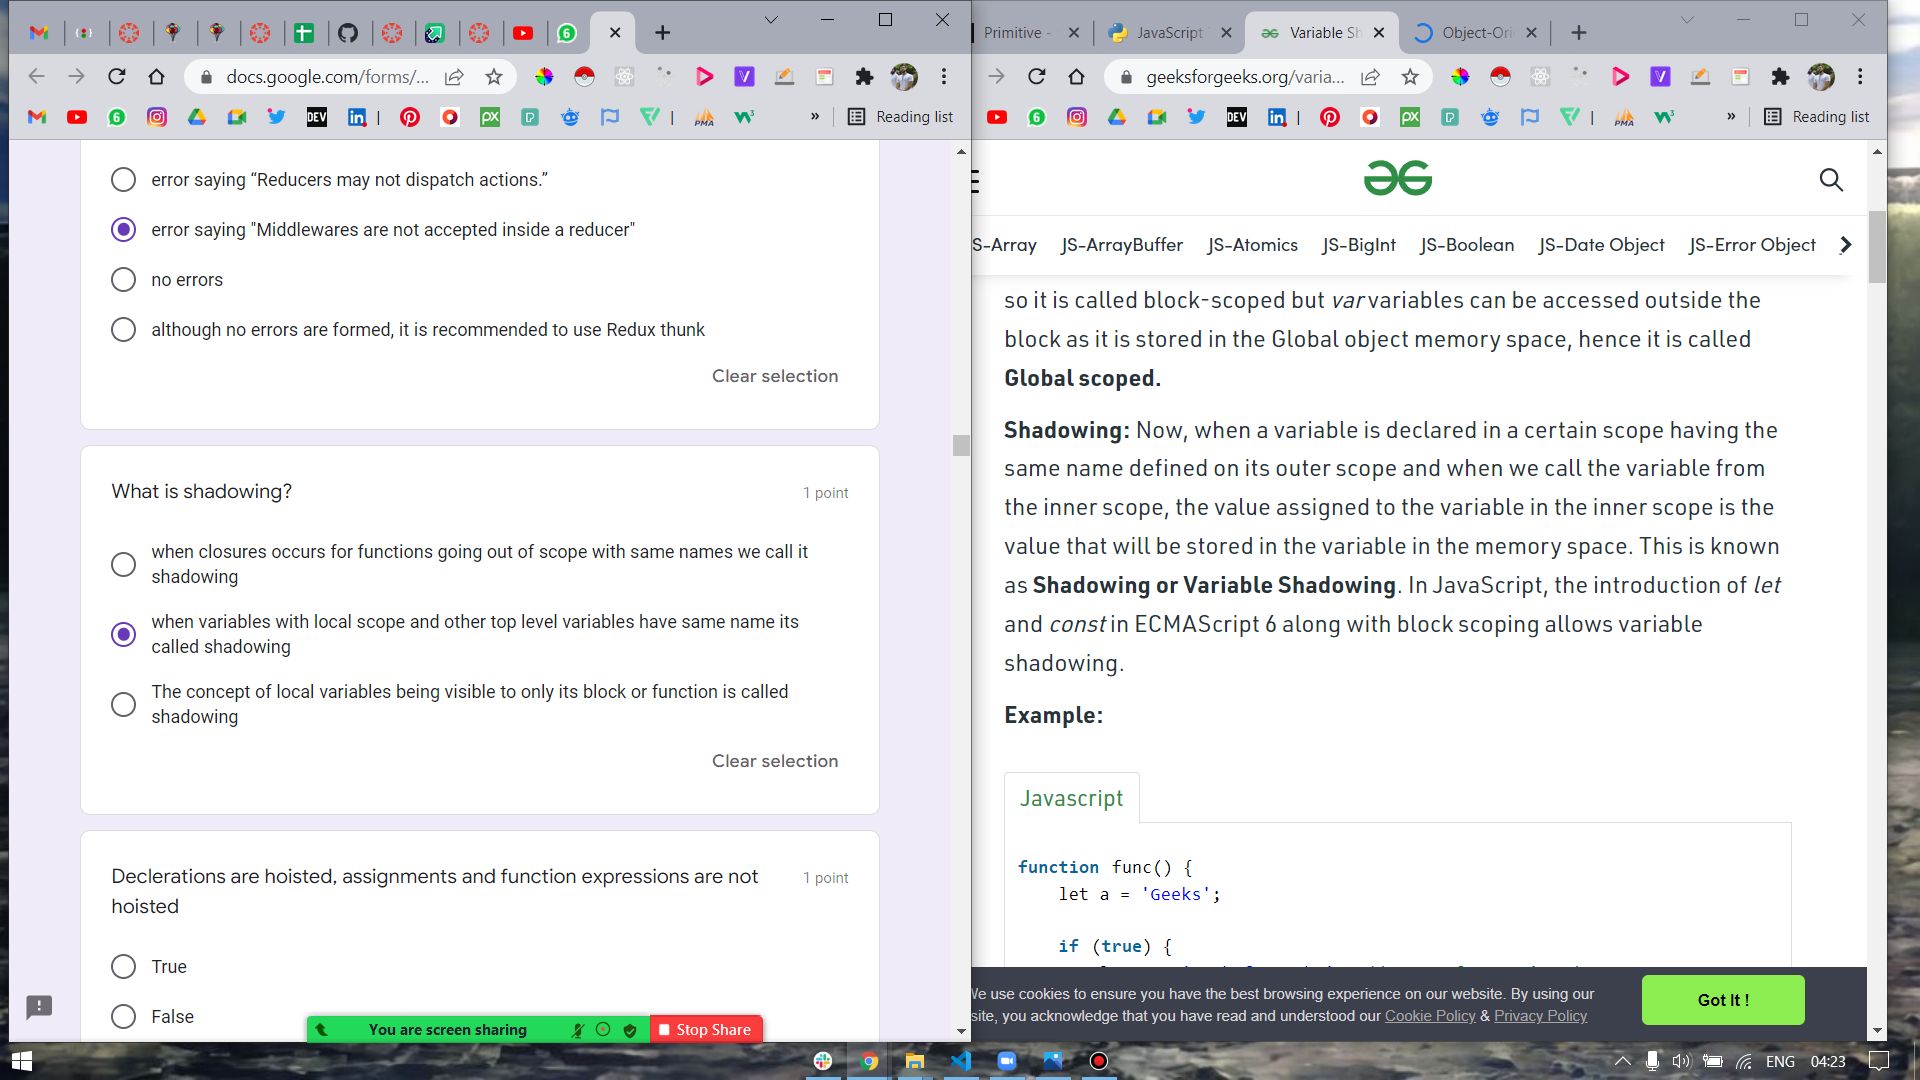 Primitive -
JavaScript
Variable Sh
Object-Ori
docs.google.com/forms/...
geeksforgeeks.org/varia...
Reading list
Reading list
error saying “Reducers may not dispatch actions.”
error saying "Middlewares are not accepted inside a reducer"
no errors
although no errors are formed, it is recommended to use Redux thunk
Clear selection
What is shadowing?
1 point
when closures occurs for functions going out of scope with same names we call it
shadowing
when variables with local scope and other top level variables have same name its
called shadowing
The concept of local variables being visible to only its block or function is called
shadowing
Clear selection
Declerations are hoisted, assignments and function expressions are not
hoisted
1 point
True
False
You are screen sharing
Stop Share
S-Array JS-ArrayBuffer JS-Atomics JS-BigInt JS-Boolean JS-Date Object JS-Error Object
so it is called block-scoped but var variables can be accessed outside the
block as it is stored in the Global object memory space, hence it is called
Global scoped.
Shadowing: Now, when a variable is declared in a certain scope having the
same name defined on its outer scope and when we call the variable from
the inner scope, the value assigned to the variable in the inner scope is the
value that will be stored in the variable in the memory space. This is known
as Shadowing or Variable Shadowing. In JavaScript, the introduction of let
and const in ECMAScript 6 along with block scoping allows variable
shadowing.
Example:
Javascript
function func() {
let a = 'Geeks';
if (true) {
We use cookies to ensure you have the best browsing experience on our website. By using our
site, you acknowledge that you have read and understood our Cookie Policy & Privacy Policy
Got It !
ENG
04:23